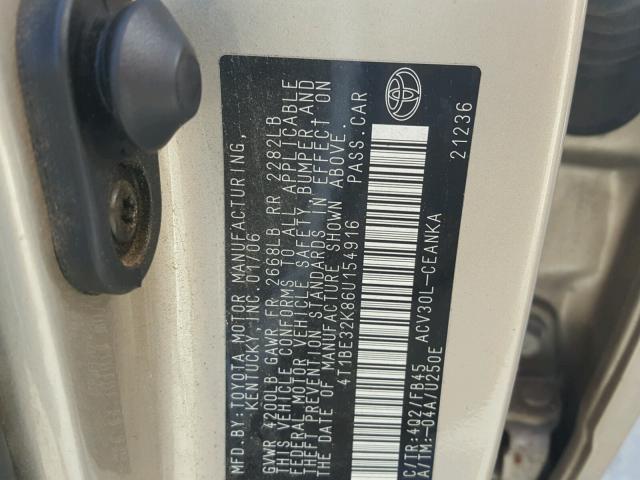 MFD.BY:TOYOTA MOTOR MANUFACTURING,
KENTUCKY, INC. 01/06
GVWR 4200LB GAWR FR 2668LB RR 2282LB
THIS VEHICLE CONFORMS TO ALL APPLICABLE
FEDERAL MOTOR VEHICLE SAFETY, BUMPER AND
THEFT PREVENTION STANDARDS IN EFFECT ON
THE DATE OF MANUFACTURE SHOWN ABOVE.
4T1BE32K86U154916 PASS.CAR
C/TR:4Q2/FB45 ACV30L-CEANKA
A/TM:-04A/U250E 21236